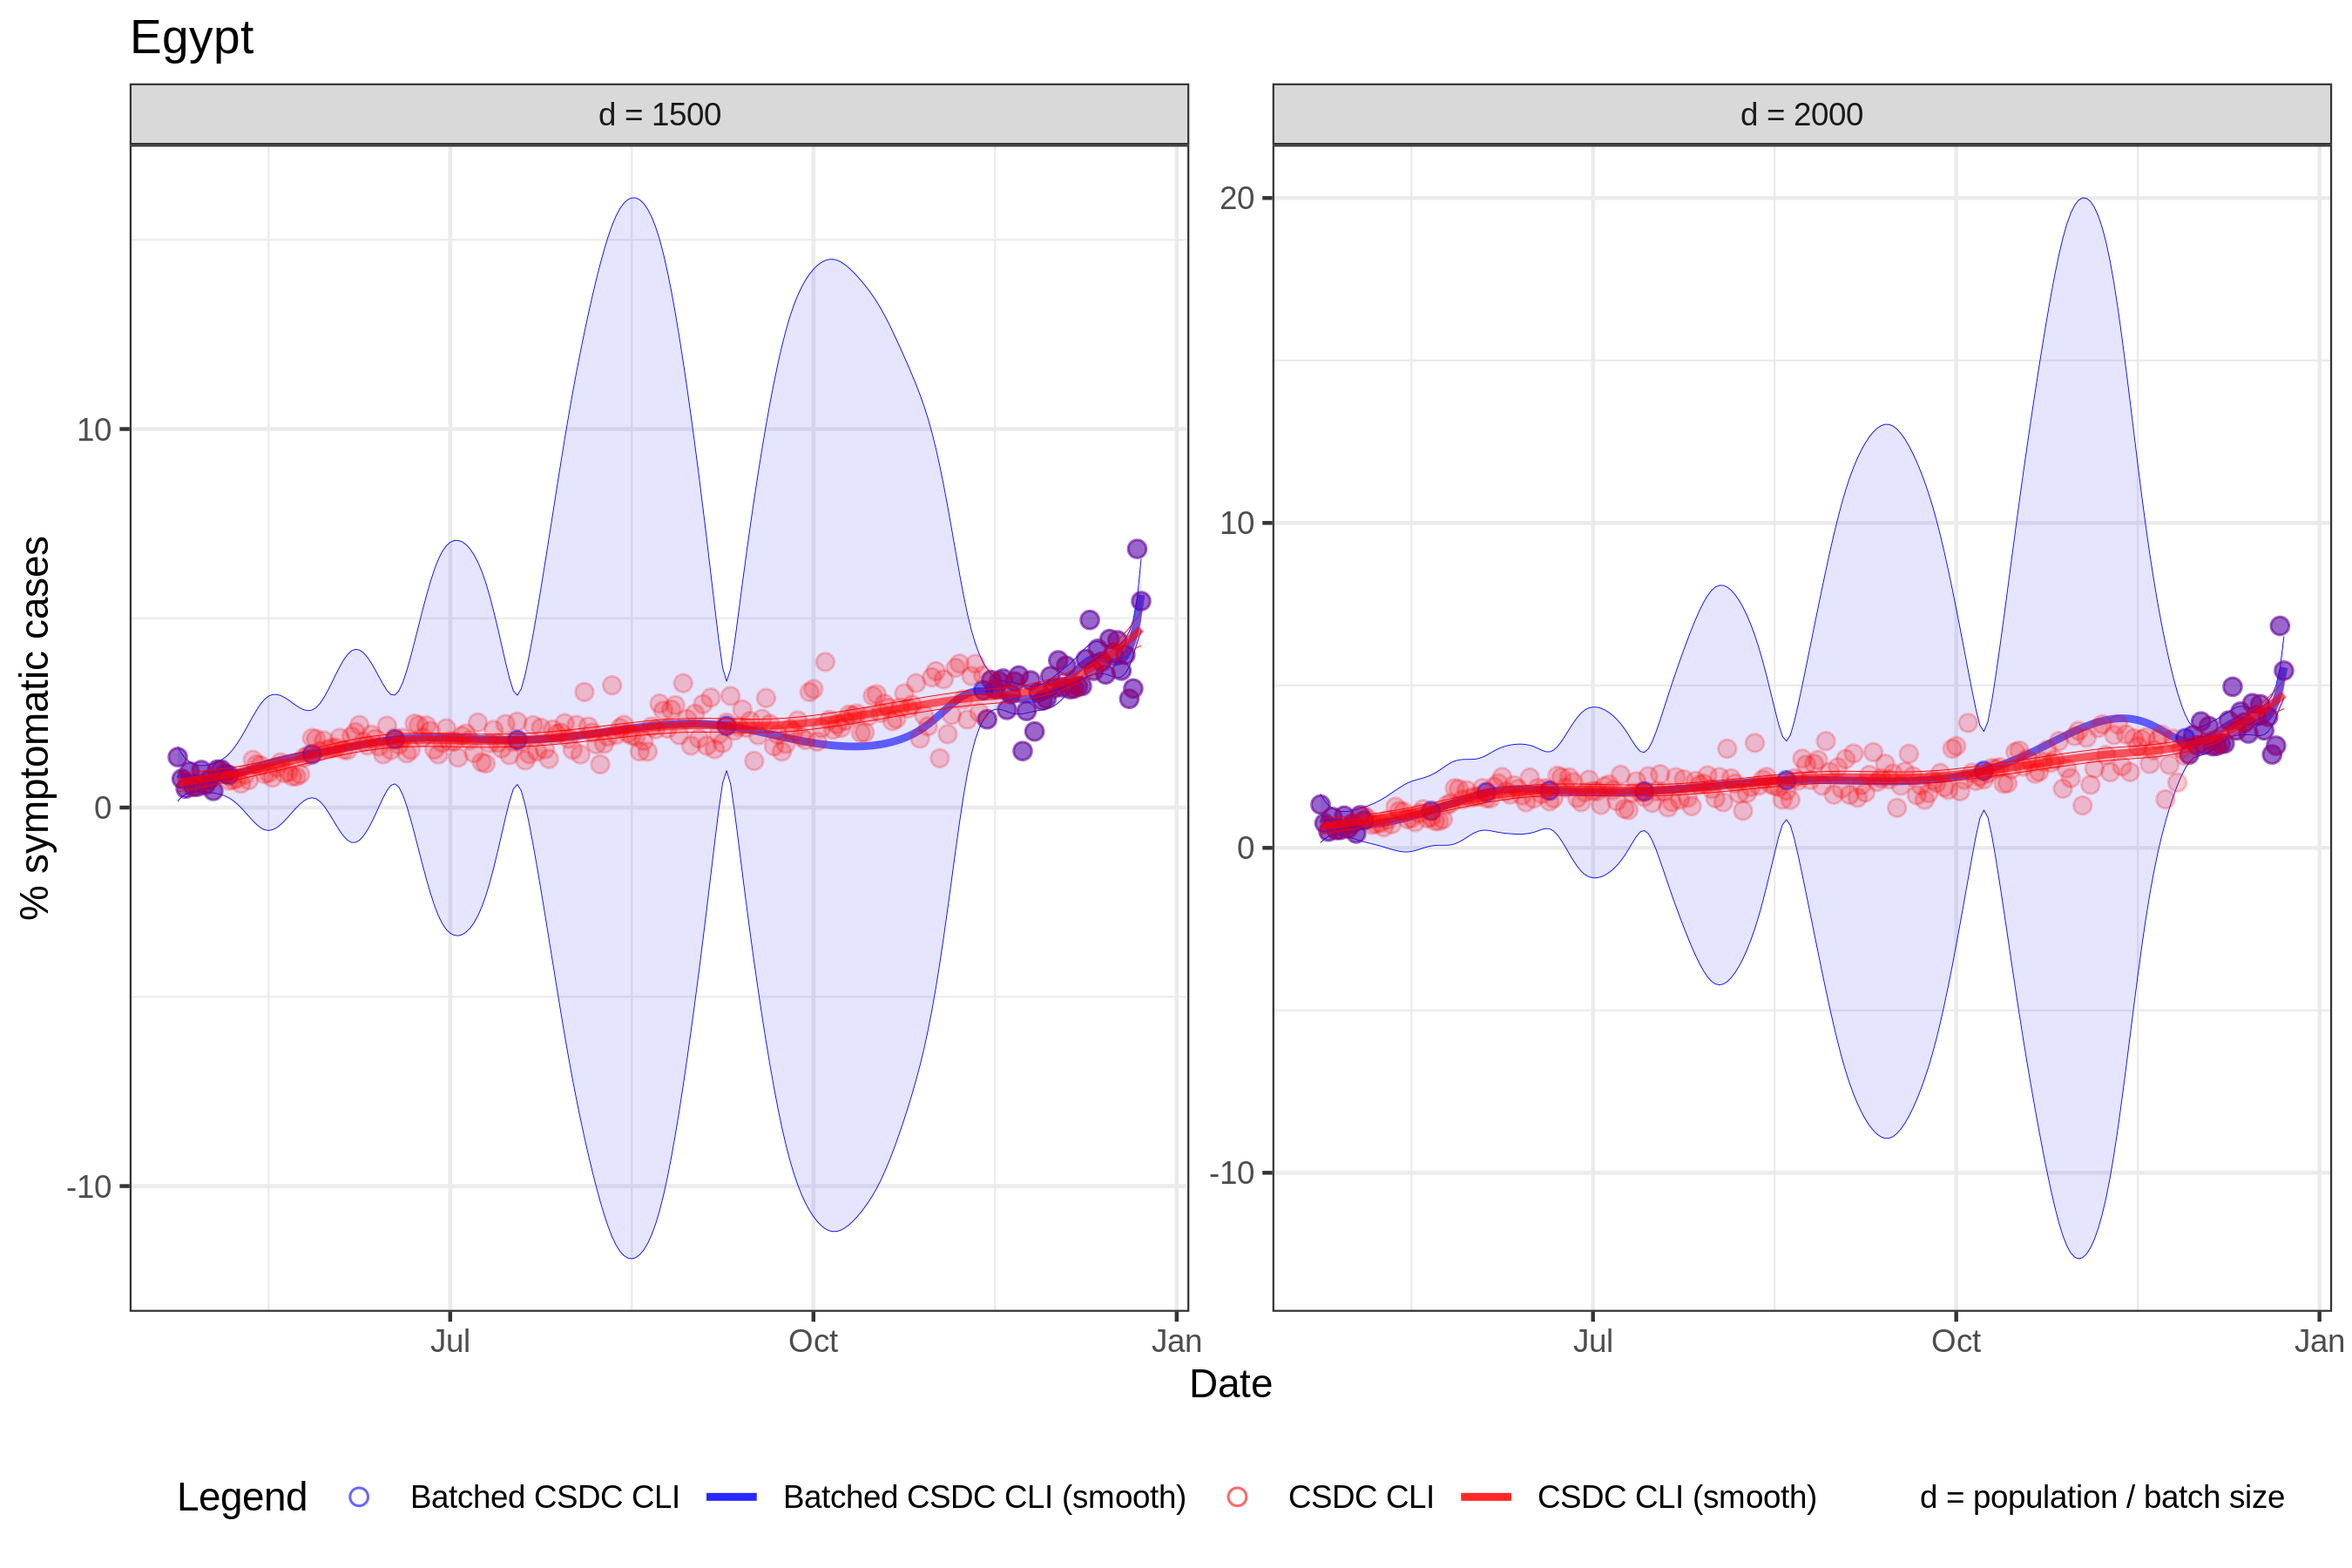 Egypt
d = 1500
d = 2000
% symptomatic cases
10
0
-10
20
10
0
-10
Jul
Oct
Jan
Jul
Oct
Jan
Date
Legend
Batched CSDC CLI
Batched CSDC CLI (smooth)
CSDC CLI
CSDC CLI (smooth)
d = population / batch size